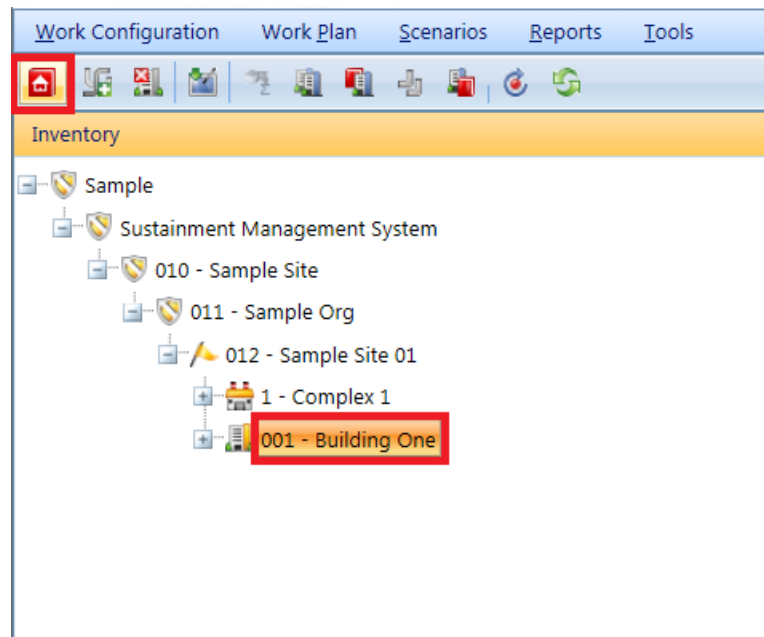 Work Configuration Work Plan Scenarios Reports Tools
Inventory
Sample
Sustainment Management System
010 - Sample Site
011 - Sample Org
012 - Sample Site 01
1 - Complex 1
001 - Building One